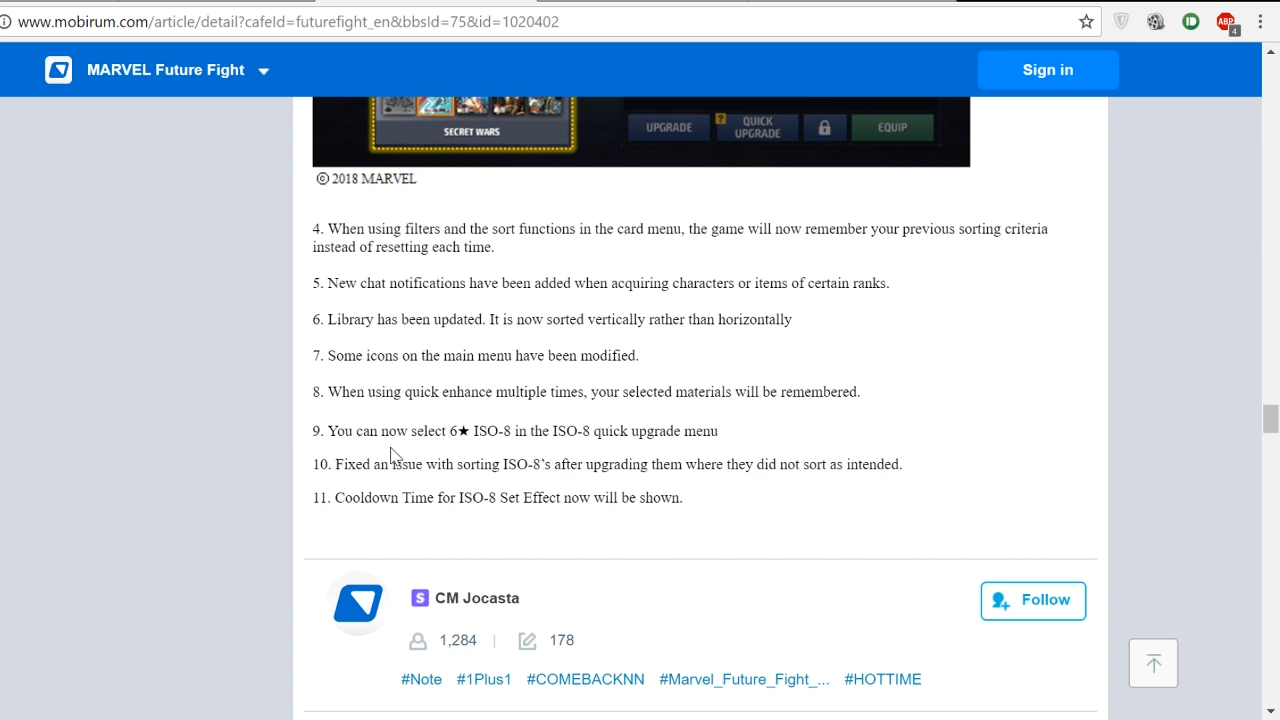 www.mobirum.com/article/detail?cafeId=futurefight_en&bbsId=75&id=1020402
ABP
4
MARVEL Future Fight
Sign in
SECRET WARS
UPGRADE
?
QUICK
UPGRADE
EQUIP
© 2018 MARVEL
4. When using filters and the sort functions in the card menu, the game will now remember your previous sorting criteria
instead of resetting each time.
5. New chat notifications have been added when acquiring characters or items of certain ranks.
6. Library has been updated. It is now sorted vertically rather than horizontally
7. Some icons on the main menu have been modified.
8. When using quick enhance multiple times, your selected materials will be remembered.
9. You can now select 6★ ISO-8 in the ISO-8 quick upgrade menu
10. Fixed an issue with sorting ISO-8's after upgrading them where they did not sort as intended.
11. Cooldown Time for ISO-8 Set Effect now will be shown.
S CM Jocasta
Follow
1,284 | 178
#Note #1Plus1 #COMEBACKNN #Marvel_Future_Fight_... #HOTTIME